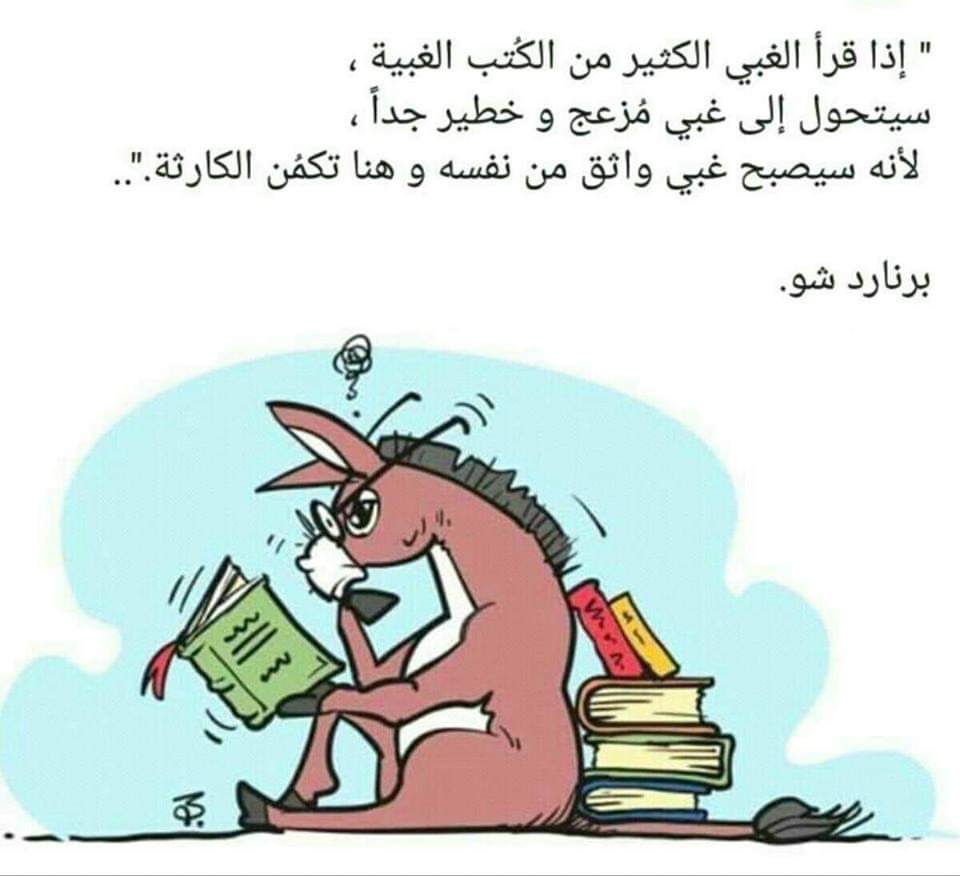 " إذا قرأ الغبي الكثير من الكُتب الغبية ،
سيتحول إلى غبي مُزعج و خطير جداً ،
لأنه سيصبح غبي واثق من نفسه و هنا تكمُن الكارثة."..
برنارد شو.